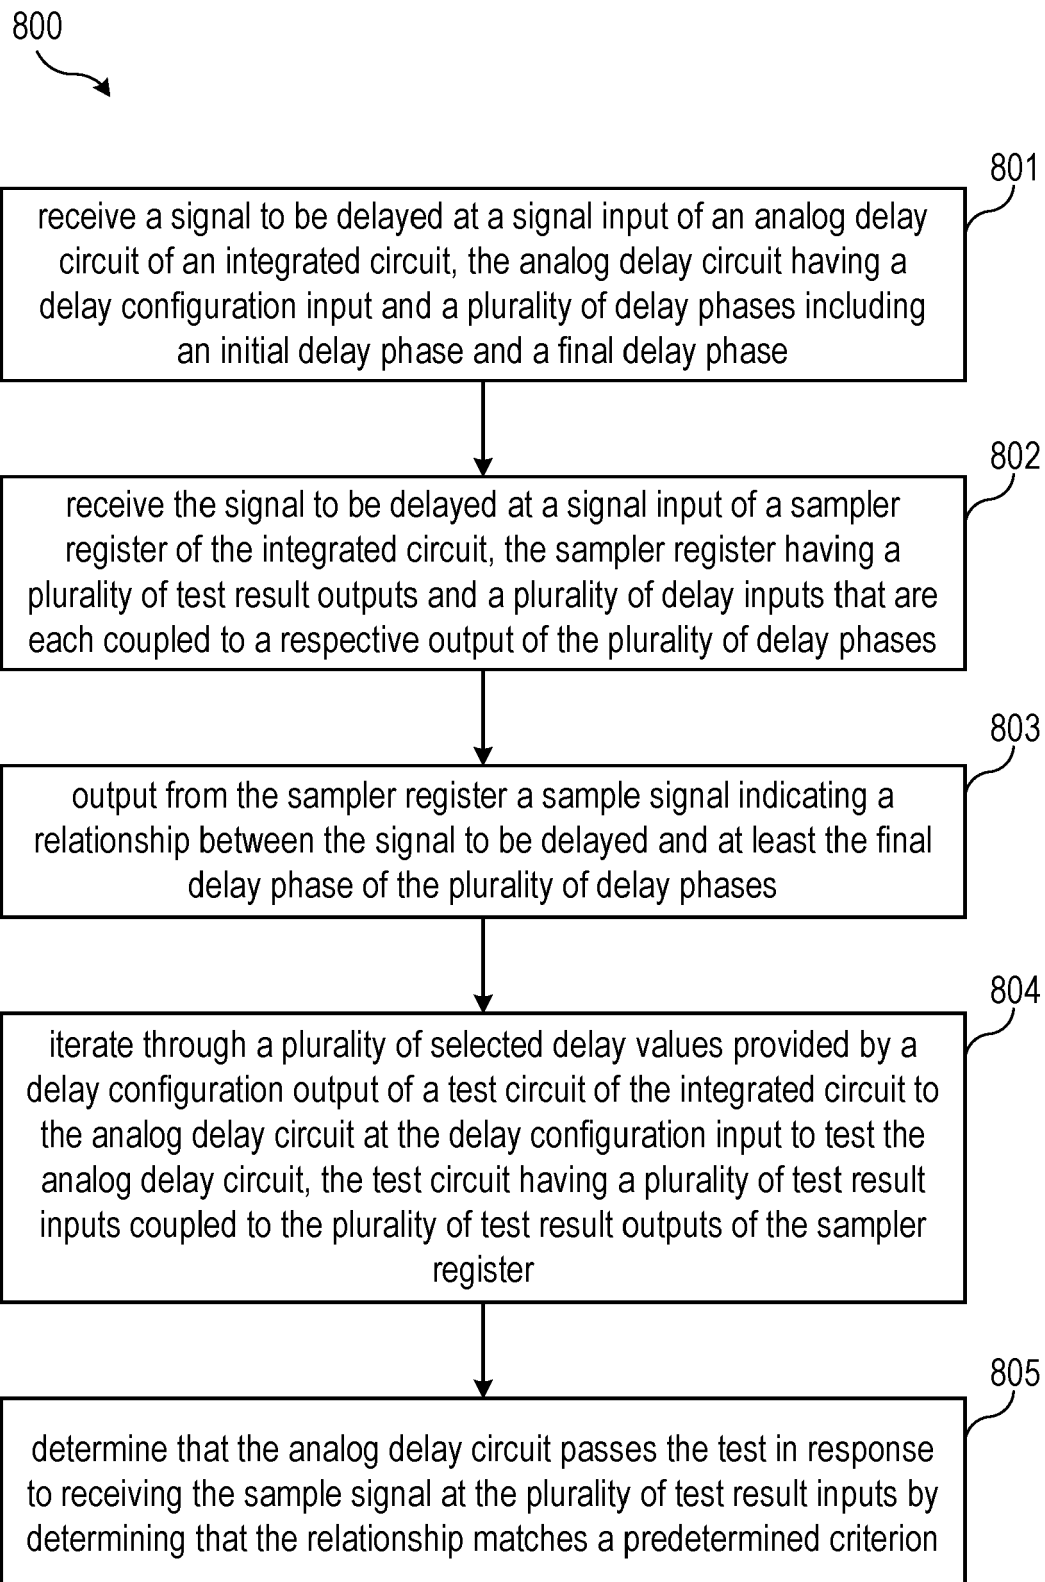 800
801
receive a signal to be delayed at a signal input of an analog delay
circuit of an integrated circuit, the analog delay circuit having a
delay configuration input and a plurality of delay phases including
an initial delay phase and a final delay phase
802
receive the signal to be delayed at a signal input of a sampler
register of the integrated circuit, the sampler register having a
plurality of test result outputs and a plurality of delay inputs that are
each coupled to a respective output of the plurality of delay phases
803
output from the sampler register a sample signal indicating a
relationship between the signal to be delayed and at least the final
delay phase of the plurality of delay phases
804
iterate through a plurality of selected delay values provided by a
delay configuration output of a test circuit of the integrated circuit to
the analog delay circuit at the delay configuration input to test the
analog delay circuit, the test circuit having a plurality of test result
inputs coupled to the plurality of test result outputs of the sampler
register
805
determine that the analog delay circuit passes the test in response
to receiving the sample signal at the plurality of test result inputs by
determining that the relationship matches a predetermined criterion